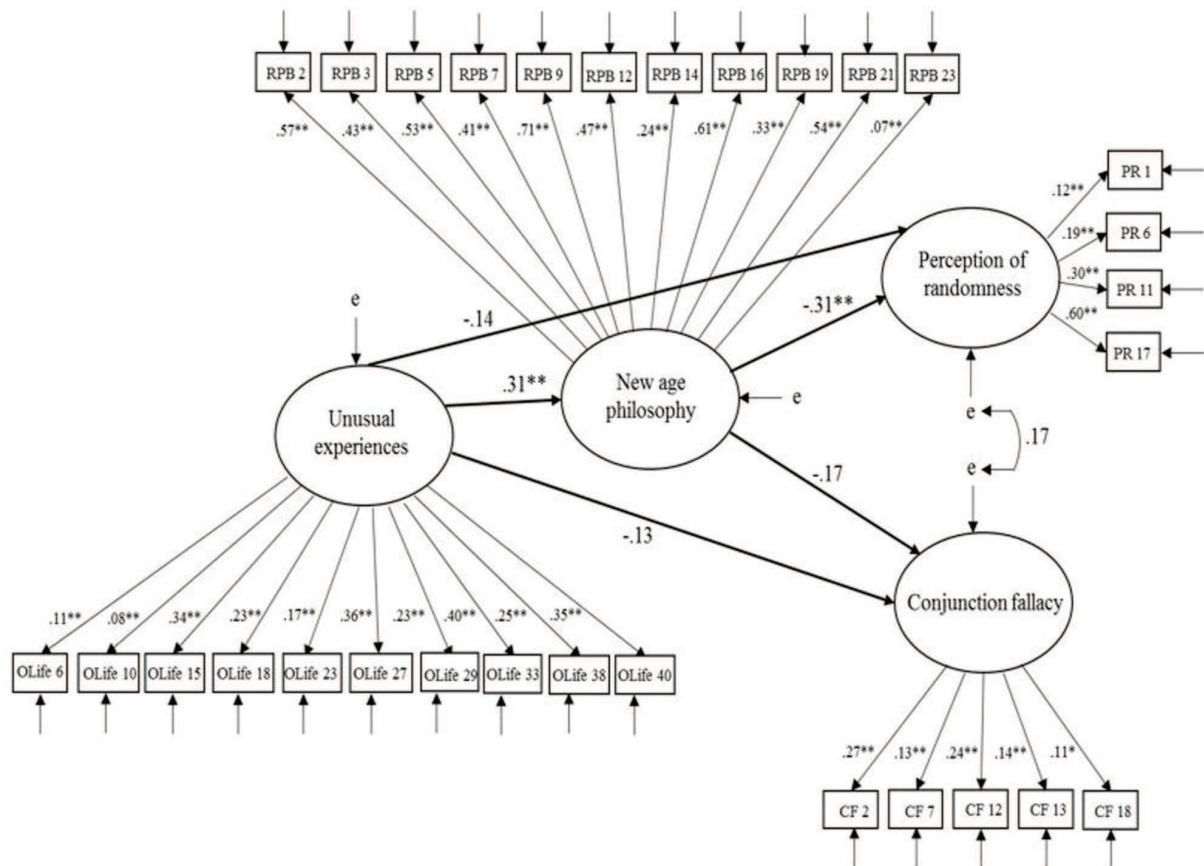 RPB 2 RPB 3 RPB 5 RPB 7 RPB 9 RPB 12 RPB 14 RPB 16 RPB 19 RPB 21 RPB 23
.57** .43** .53** .41** .71** .47** .24** .61** .33** .54** .07**
PR 1
.12**
PR 6
.19**
Perception of
randomness
PR 11
.30**
PR 17
.60**
e
-.14
-.31**
New age
philosophy
e
.31**
Unusual
experiences
e
.17
e
-.17
-.13
Conjunction fallacy
.11** .08** .34** .23** .17** .36** .23** .40** .25** .35**
OLife 6 OLife 10 OLife 15 OLife 18 OLife 23 OLife 27 OLife 29 OLife 33 OLife 38 OLife 40
.27** .13** .24** .14** .11*
CF 2 CF 7 CF 12 CF 13 CF 18